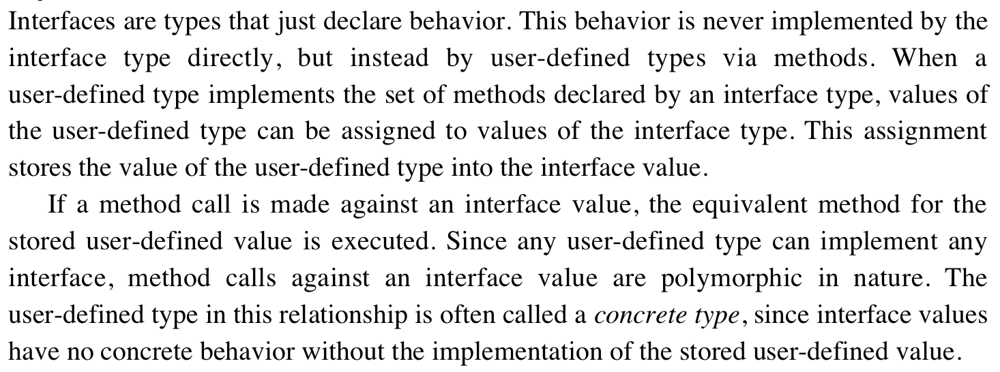 Interfaces are types that just declare behavior. This behavior is never implemented by the
interface type directly, but instead by user-defined types via methods. When a
user-defined type implements the set of methods declared by an interface type, values of
the user-defined type can be assigned to values of the interface type. This assignment
stores the value of the user-defined type into the interface value.
If a method call is made against an interface value, the equivalent method for the
stored user-defined value is executed. Since any user-defined type can implement any
interface, method calls against an interface value are polymorphic in nature. The
user-defined type in this relationship is often called a concrete type, since interface values
have no concrete behavior without the implementation of the stored user-defined value.